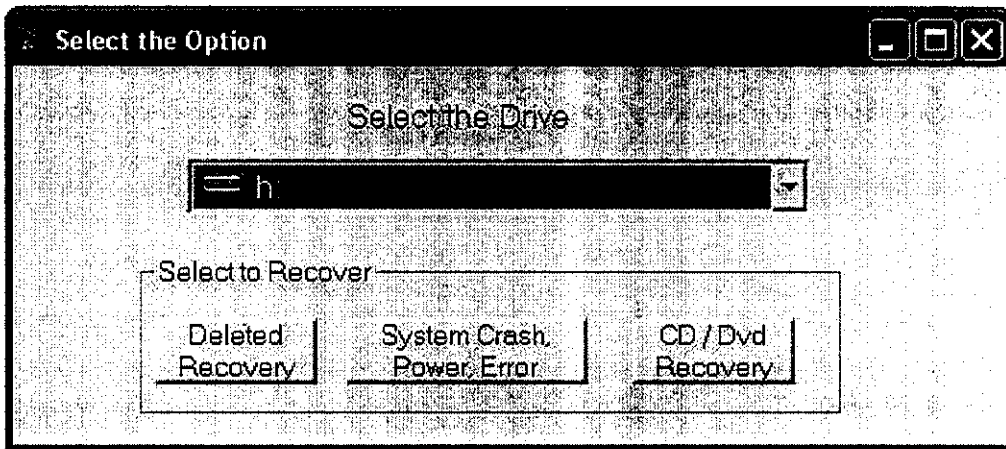 Select the Option
Select the Drive
h:
Select to Recover
Deleted
Recovery
System Crash,
Power, Error
CD / Dvd
Recovery